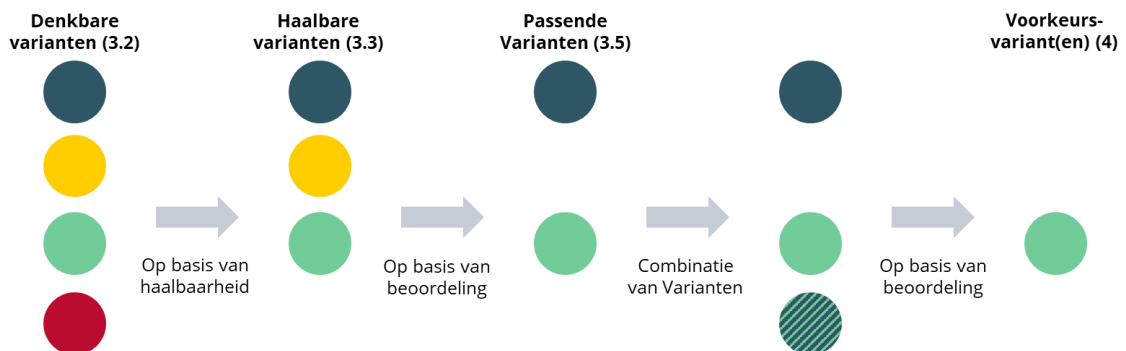 Denkbare
varianten (3.2)
Haalbare
varianten (3.3)
Passende
Varianten (3.5)
Voorkeurs-
variant(en) (4)
Op basis van
haalbaarheid
Op basis van
beoordeling
Combinatie
van Varianten
Op basis van
beoordeling